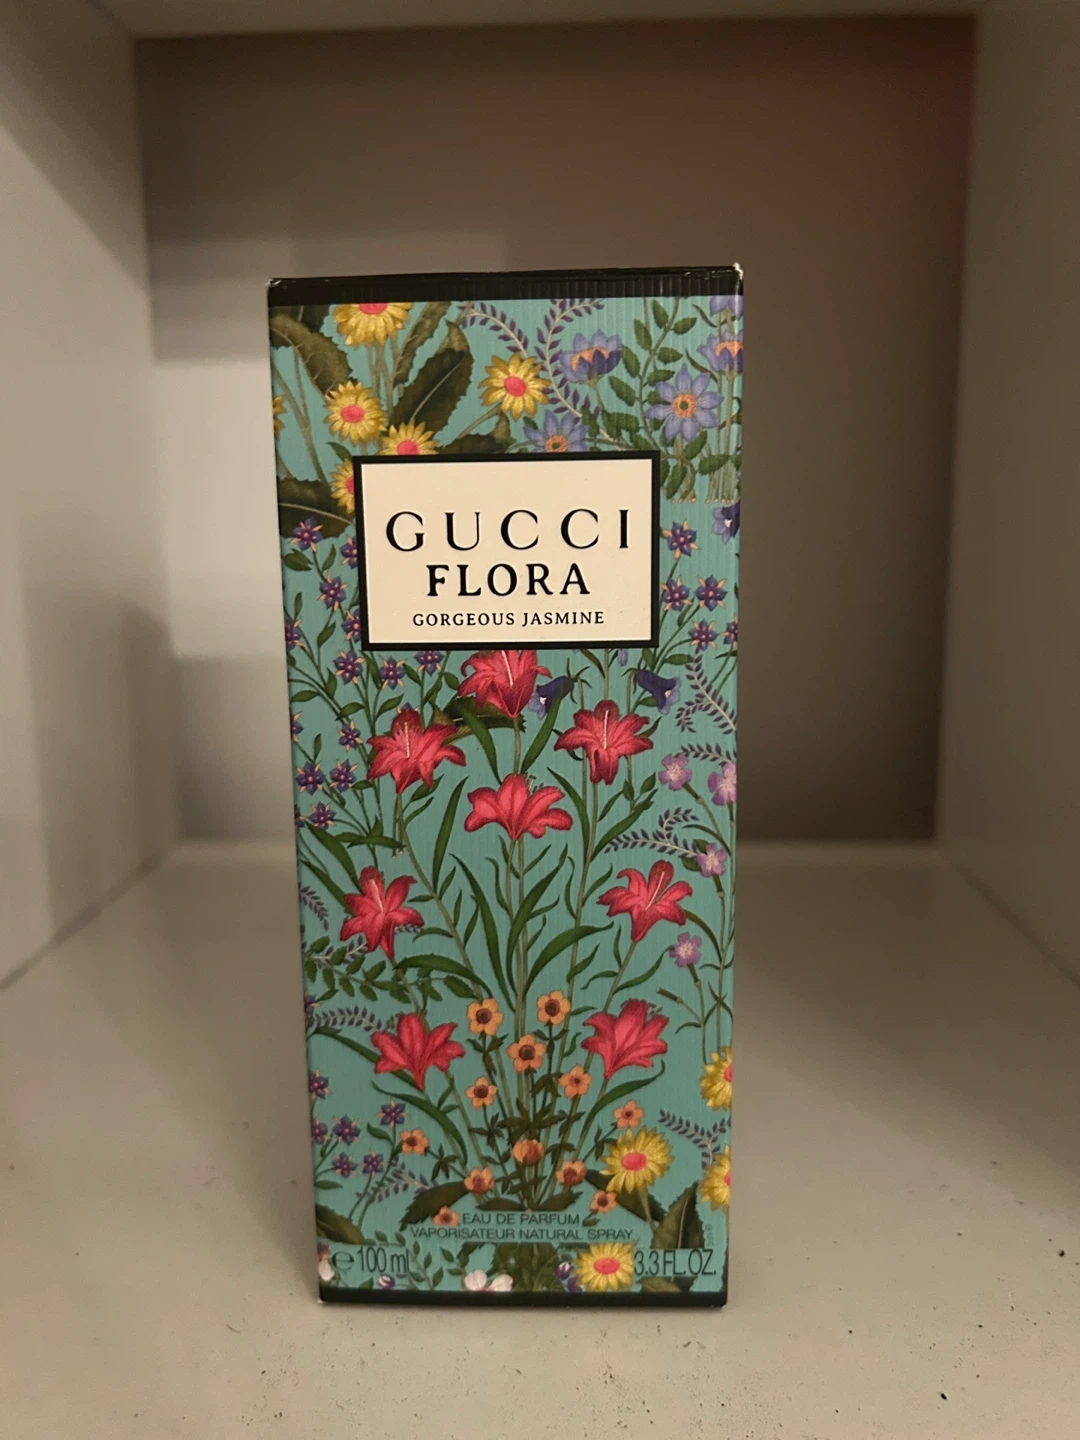 GUCCI
FLORA
GORGEOUS JASMINE
EAU DE PARFUM
VAPORISATEUR NATURAL SPRAY
℮ 100 ml 3.3 FL.OZ.